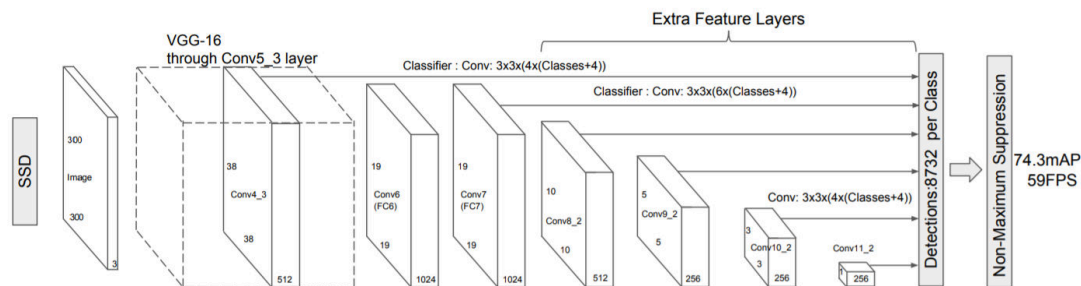 Extra Feature Layers
VGG-16
through Conv5_3 layer
Classifier : Conv: 3x3x(4x(Classes+4))
Classifier : Conv: 3x3x(6x(Classes+4))
SSD
300
Image
300
3
38
Conv4_3
38
512
19
Conv6
(FC6)
19
1024
19
Conv7
(FC7)
19
1024
10
Conv8_2
10
512
5
Conv9_2
5
256
Conv: 3x3x(4x(Classes+4))
3
Conv10_2
3
256
Conv11_2
1
256
Detections:8732 per Class
Non-Maximum Suppression
74.3mAP
59FPS